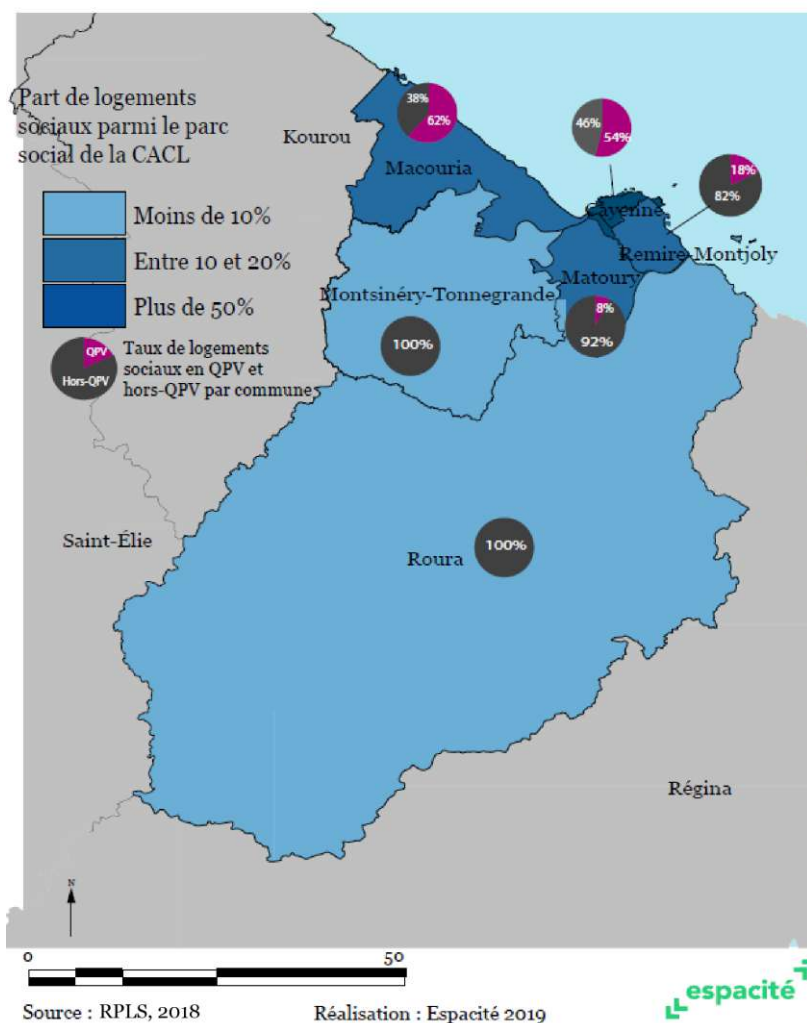 Part de logements
sociaux parmi le parc
social de la CACL
Moins de 10%
Entre 10 et 20%
Plus de 50%
QPV
Hors-QPV
Taux de logements
sociaux en QPV et
hors-QPV par commune
Kourou
38%
62%
Macouria
46%
54%
Cayenne
18%
82%
Remire-Montjoly
Matoury
8%
92%
Montsinéry-Tonnegrande
100%
Saint-Élie
Roura
100%
Régina
N
0
50
Source : RPLS, 2018
Réalisation : Espacité 2019
espacité